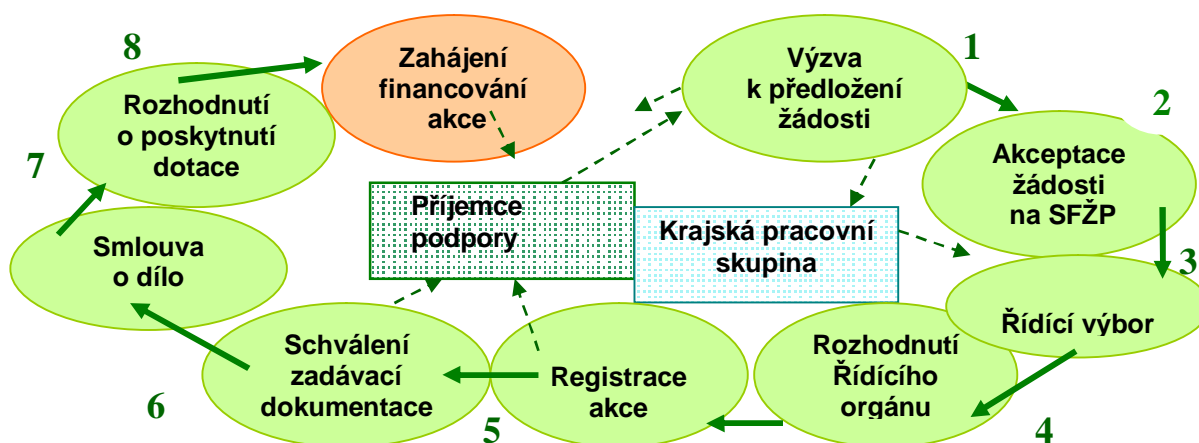 8
Zahájení
financování
akce
Výzva
k předložení
žádosti
1
2
Rozhodnutí
o poskytnutí
dotace
7
Akceptace
žádosti
na SFŽP
Příjemce
podpory
Krajská pracovní
skupina
Smlouva
o dílo
3
Řídící výbor
Schválení
zadávací
dokumentace
Registrace
akce
Rozhodnutí
Řídícího
orgánu
6
5
4